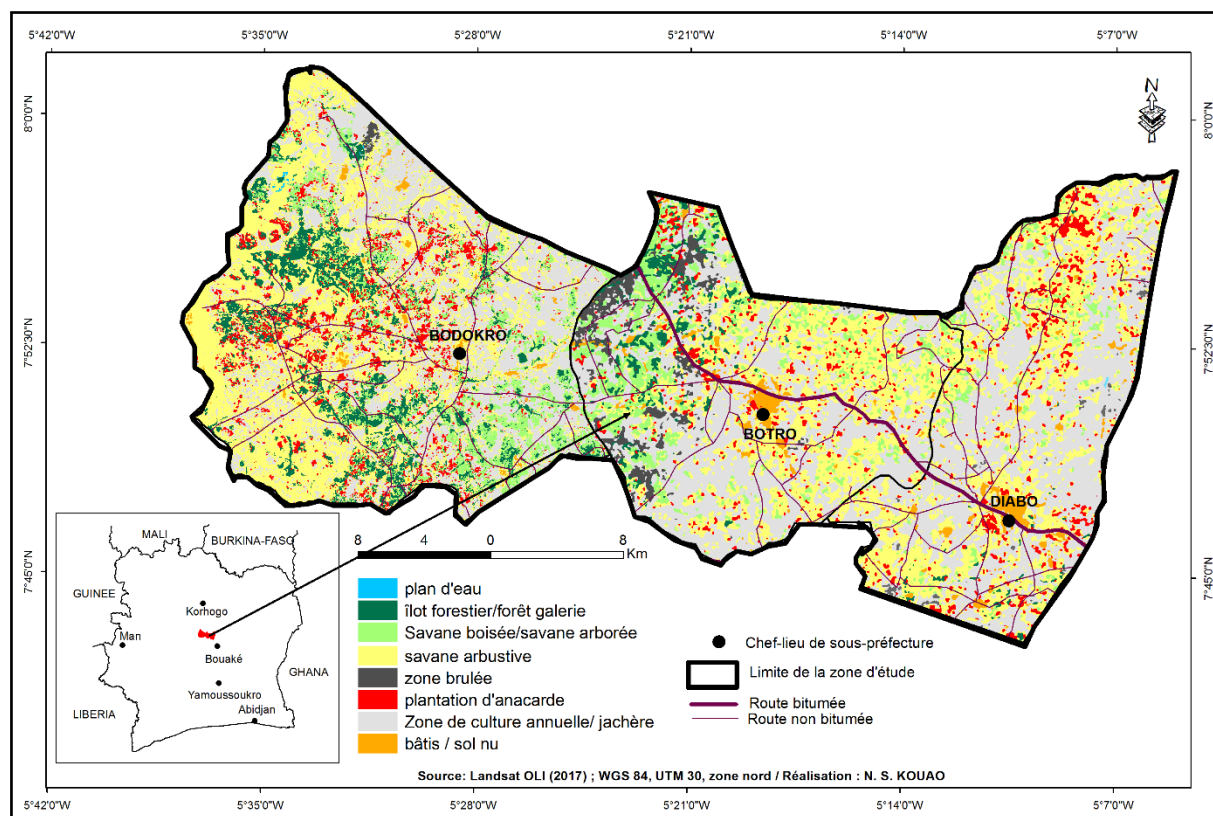 5°42'0"W 5°35'0"W 5°28'0"W 5°21'0"W 5°14'0"W 5°7'0"W
8°0'0"N 8°0'0"N
N
7°52'30"N 7°52'30"N
BODOKRO
BOTRO
DIABO
7°45'0"N 7°45'0"N
MALI
BURKINA-FASO
GUINEE
Korhogo
Man
Bouaké
GHANA
Yamoussoukro
LIBERIA
Abidjan
8 4 0 8
Km
plan d'eau
îlot forestier/forêt galerie
Savane boisée/savane arborée
savane arbustive
zone brulée
plantation d'anacarde
Zone de culture annuelle/ jachère
bâtis / sol nu
Chef-lieu de sous-préfecture
Limite de la zone d'étude
Route bitumée
Route non bitumée
Source: Landsat OLI (2017) ; WGS 84, UTM 30, zone nord / Réalisation : N. S. KOUAO
5°42'0"W 5°35'0"W 5°28'0"W 5°21'0"W 5°14'0"W 5°7'0"W